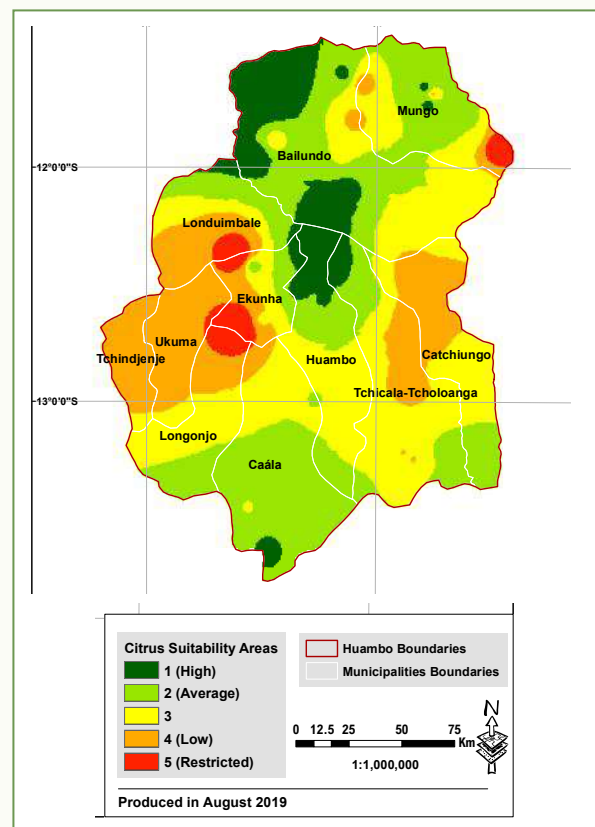 Mungo
12°0'0"S
Bailundo
Londuimbale
Ekunha
Ukuma
Tchindjenje
Huambo
Catchiungo
Tchicala-Tcholoanga
13°0'0"S
Longonjo
Caála
Citrus Suitability Areas
1 (High)
2 (Average)
3
4 (Low)
5 (Restricted)
Huambo Boundaries
Municipalities Boundaries
N
0 12.5 25 50 75
Km
1:1,000,000
Produced in August 2019